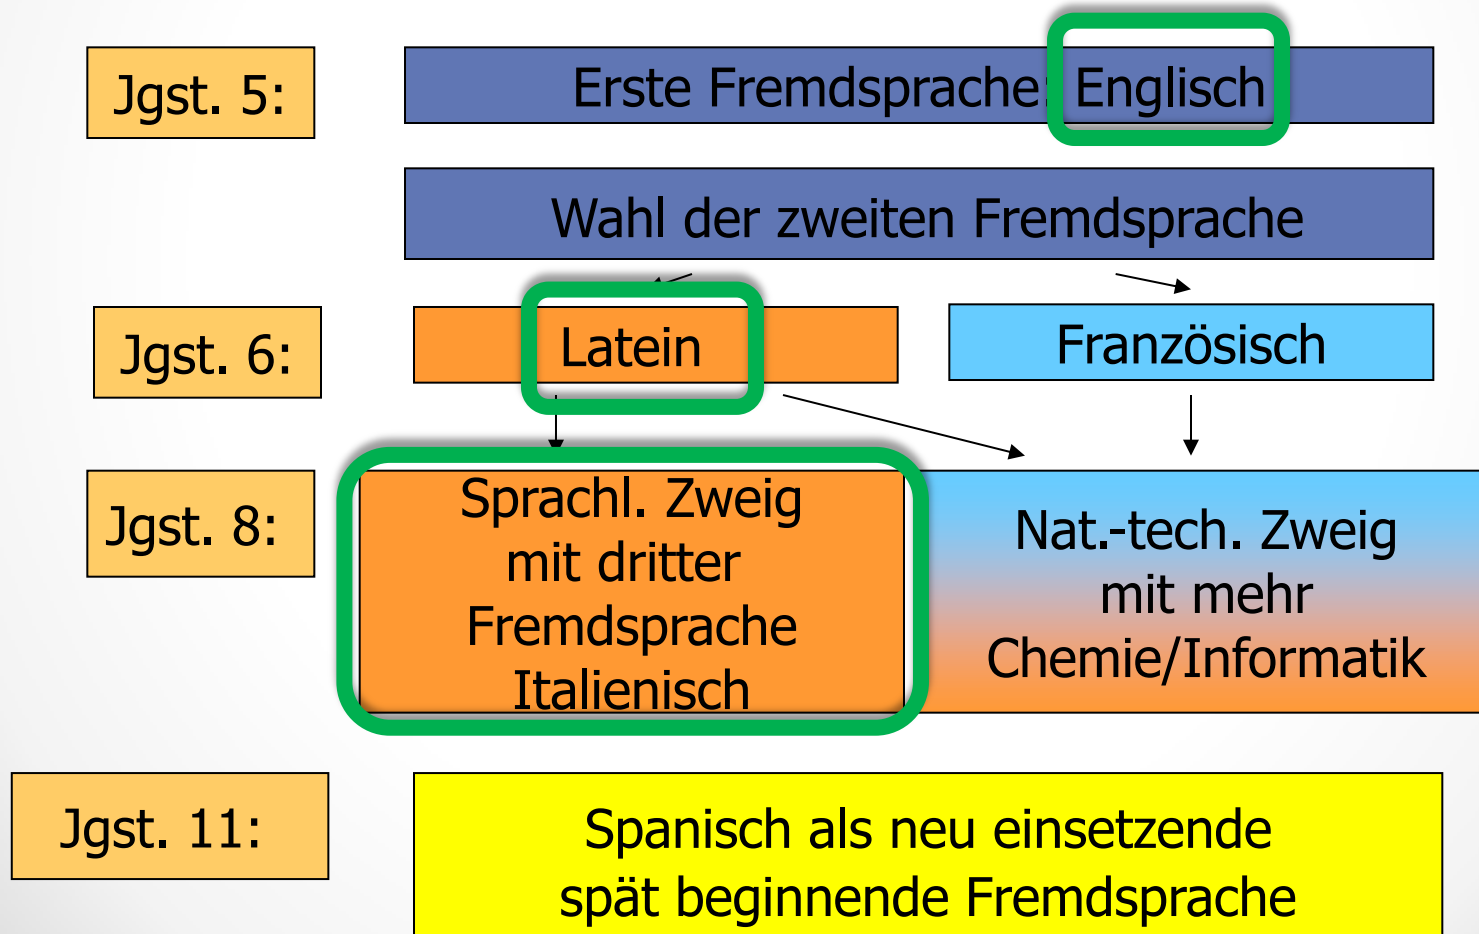 Jgst. 5:
Erste Fremdsprache: Englisch
Wahl der zweiten Fremdsprache
Jgst. 6:
Latein
Französisch
Jgst. 8:
Sprachl. Zweig
mit dritter
Fremdsprache
Italienisch
Nat.-tech. Zweig
mit mehr
Chemie/Informatik
Jgst. 11:
Spanisch als neu einsetzende
spät beginnende Fremdsprache